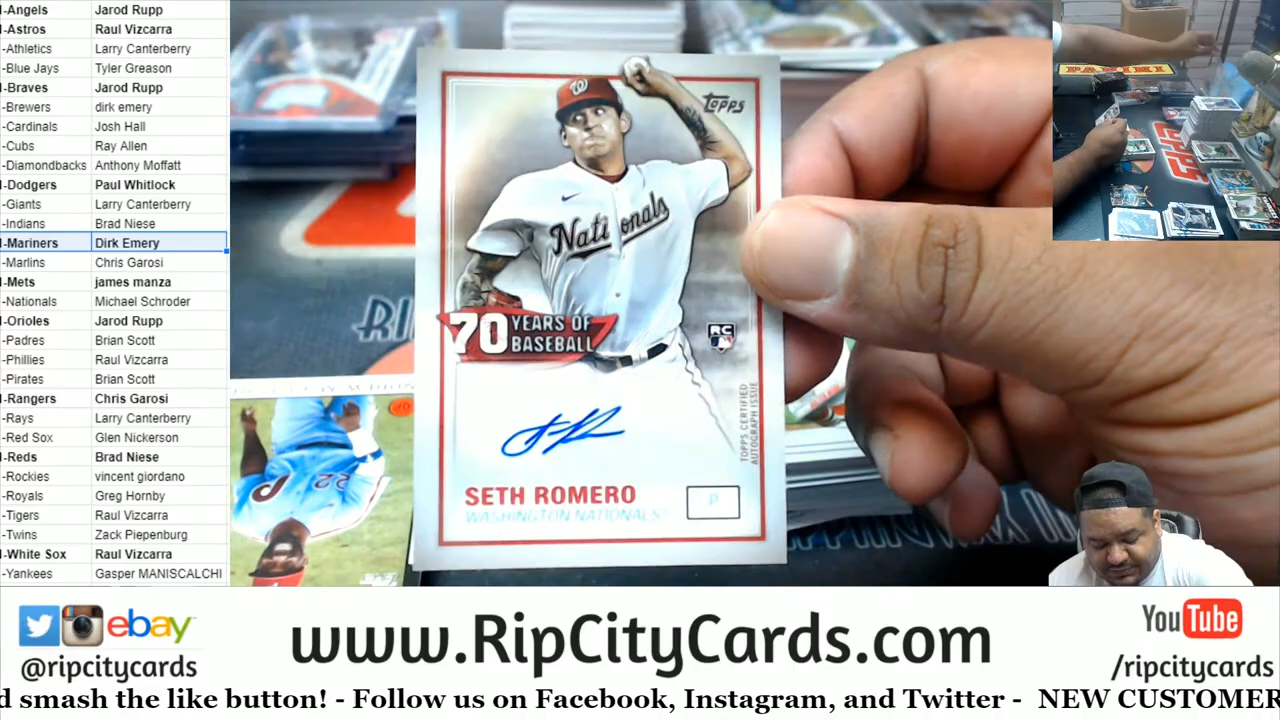 -Angels Jarod Rupp
-Astros Raul Vizcarra
-Athletics Larry Canterberry
-Blue Jays Tyler Greason
-Braves Jarod Rupp
-Brewers dirk emery
-Cardinals Josh Hall
-Cubs Ray Allen
-Diamondbacks Anthony Moffatt
-Dodgers Paul Whitlock
-Giants Larry Canterberry
-Indians Brad Niese
-Mariners Dirk Emery
-Marlins Chris Garosi
-Mets james manza
-Nationals Michael Schroder
-Orioles Jarod Rupp
-Padres Brian Scott
-Phillies Raul Vizcarra
-Pirates Brian Scott
-Rangers Chris Garosi
-Rays Larry Canterberry
-Red Sox Glen Nickerson
-Reds Brad Niese
-Rockies vincent giordano
-Royals Greg Hornby
-Tigers Raul Vizcarra
-Twins Zack Piepenburg
-White Sox Raul Vizcarra
-Yankees Gasper MANISCALCHI
W
Topps
Nationals
70 YEARS OF BASEBALL
RC
TOPPS CERTIFIED
AUTOGRAPH ISSUE
SETH ROMERO
WASHINGTON NATIONALS
P
PANINI
22
ebay
@ripcitycards
www.RipCityCards.com
YouTube
/ripcitycards
smash the like button! - Follow us on Facebook, Instagram, and Twitter - NEW CUSTOMER